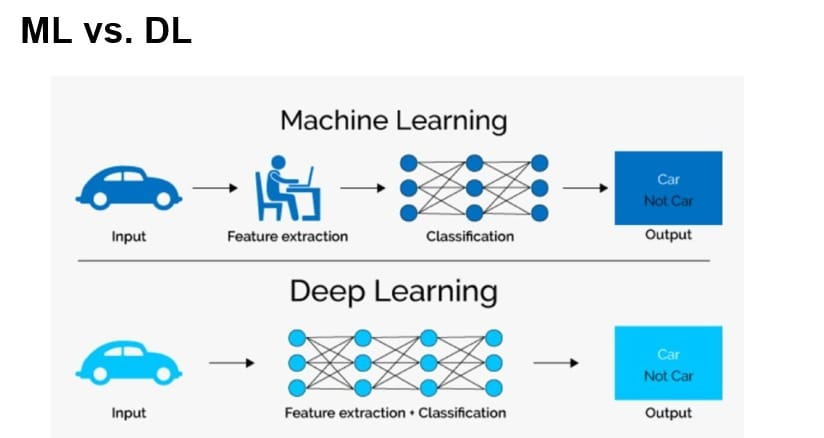 ML vs. DL
Machine Learning
Car
Not Car
Input
Feature extraction
Classification
Output
Deep Learning
Car
Not Car
Input
Feature extraction • Classification
Output